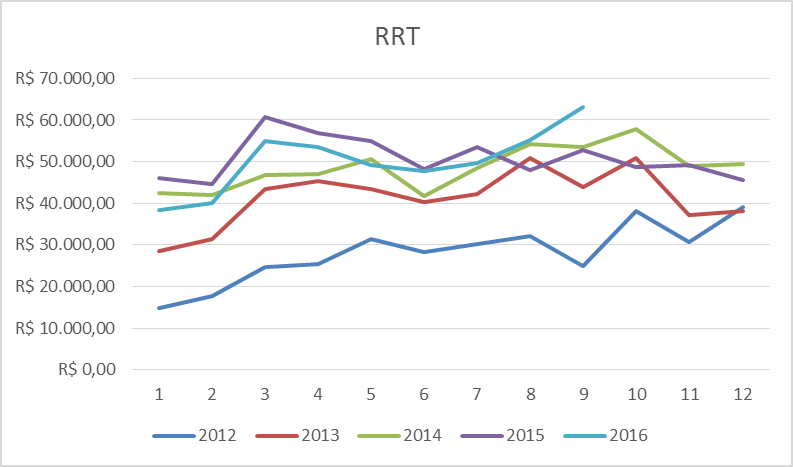 RRT
R$ 70.000,00
R$ 60.000,00
R$ 50.000,00
R$ 40.000,00
R$ 30.000,00
R$ 20.000,00
R$ 10.000,00
R$ 0,00
1 2 3 4 5 6 7 8 9 10 11 12
2012 2013 2014 2015 2016